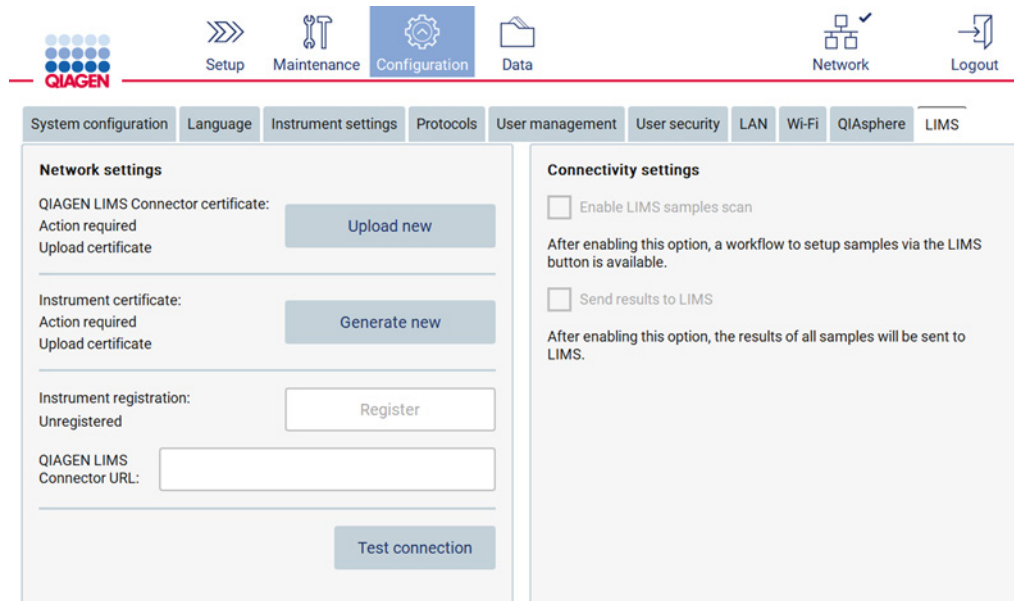 QIAGEN
Setup
Maintenance
Configuration
Data
Network
Logout
System configuration
Language
Instrument settings
Protocols
User management
User security
LAN
Wi-Fi
QIAsphere
LIMS
Network settings
QIAGEN LIMS Connector certificate:
Action required
Upload certificate
Upload new
Instrument certificate:
Action required
Upload certificate
Generate new
Instrument registration:
Unregistered
Register
QIAGEN LIMS
Connector URL:
Test connection
Connectivity settings
Enable LIMS samples scan
After enabling this option, a workflow to setup samples via the LIMS
button is available.
Send results to LIMS
After enabling this option, the results of all samples will be sent to
LIMS.